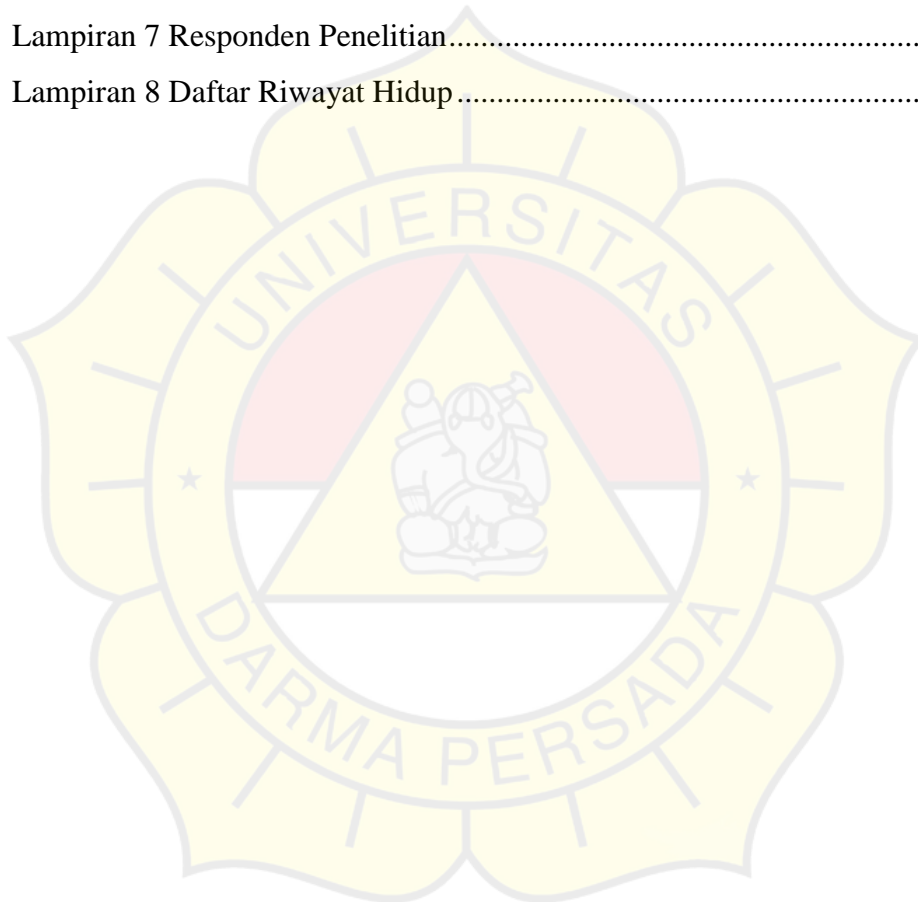 Lampiran 7 Responden Penelitian..........................................................
Lampiran 8 Daftar Riwayat Hidup.........................................................
UNIVERSITAS
DARMA PERSADA